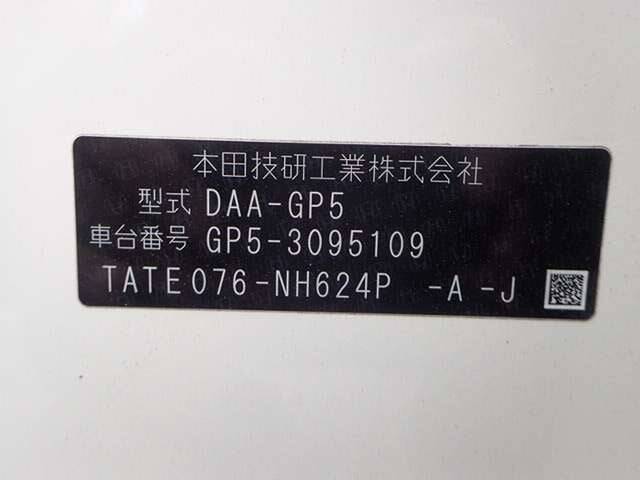 本田技研工業株式会社
型式 DAA-GP5
車台番号 GP5-3095109
TATE076-NH624P -A -J